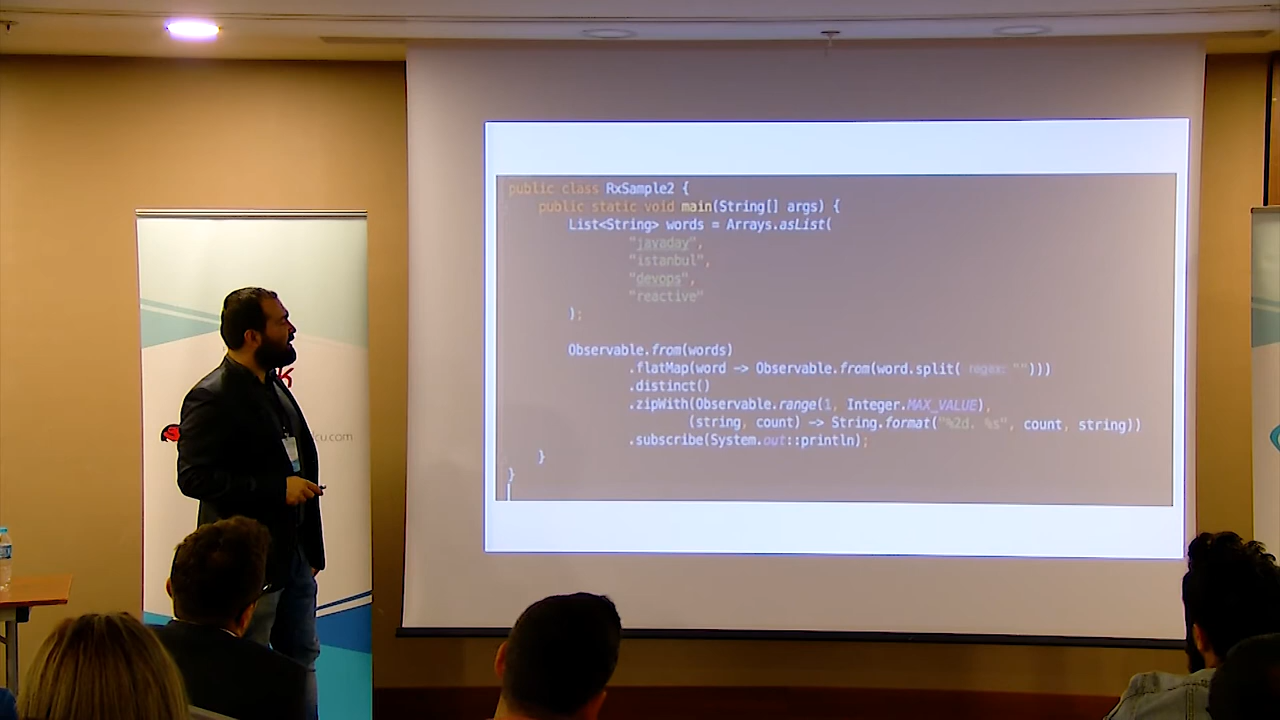 public class RxSample2 {
public static void main(String[] args) {
List<String> words = Arrays.asList(
"javaday",
"istanbul",
"devops",
"reactive"
);
Observable.from(words)
.flatMap(word -> Observable.from(word.split( regex: "")))
.distinct()
.zipWith(Observable.range(1, Integer.MAX_VALUE),
(string, count) -> String.format("%2d. %s", count, string))
.subscribe(System.out::println);
}
}
cu.com